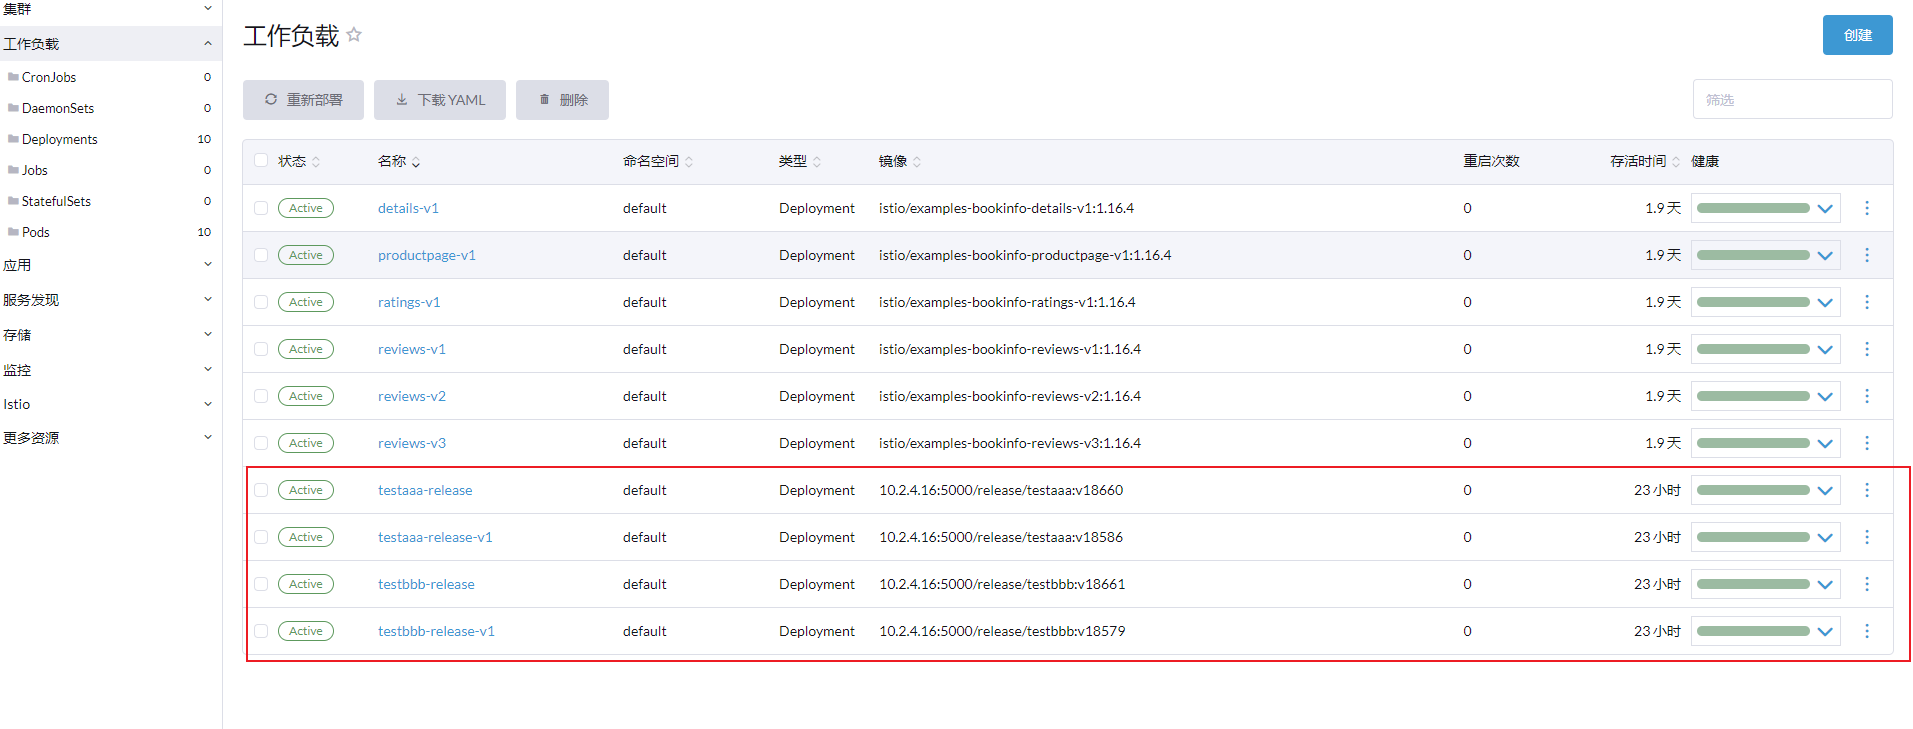 集群
工作负载
CronJobs 0
DaemonSets 0
Deployments 10
Jobs 0
StatefulSets 0
Pods 10
应用
服务发现
存储
监控
Istio
更多资源
工作负载
创建
重新部署 下载 YAML 删除
筛选
状态 名称 命名空间 类型 镜像 重启次数 存活时间 健康
Active details-v1 default Deployment istio/examples-bookinfo-details-v1:1.16.4 0 1.9 天
Active productpage-v1 default Deployment istio/examples-bookinfo-productpage-v1:1.16.4 0 1.9 天
Active ratings-v1 default Deployment istio/examples-bookinfo-ratings-v1:1.16.4 0 1.9 天
Active reviews-v1 default Deployment istio/examples-bookinfo-reviews-v1:1.16.4 0 1.9 天
Active reviews-v2 default Deployment istio/examples-bookinfo-reviews-v2:1.16.4 0 1.9 天
Active reviews-v3 default Deployment istio/examples-bookinfo-reviews-v3:1.16.4 0 1.9 天
Active testaaa-release default Deployment 10.2.4.16:5000/release/testaaa:v18660 0 23 小时
Active testaaa-release-v1 default Deployment 10.2.4.16:5000/release/testaaa:v18586 0 23 小时
Active testbbb-release default Deployment 10.2.4.16:5000/release/testbbb:v18661 0 23 小时
Active testbbb-release-v1 default Deployment 10.2.4.16:5000/release/testbbb:v18579 0 23 小时